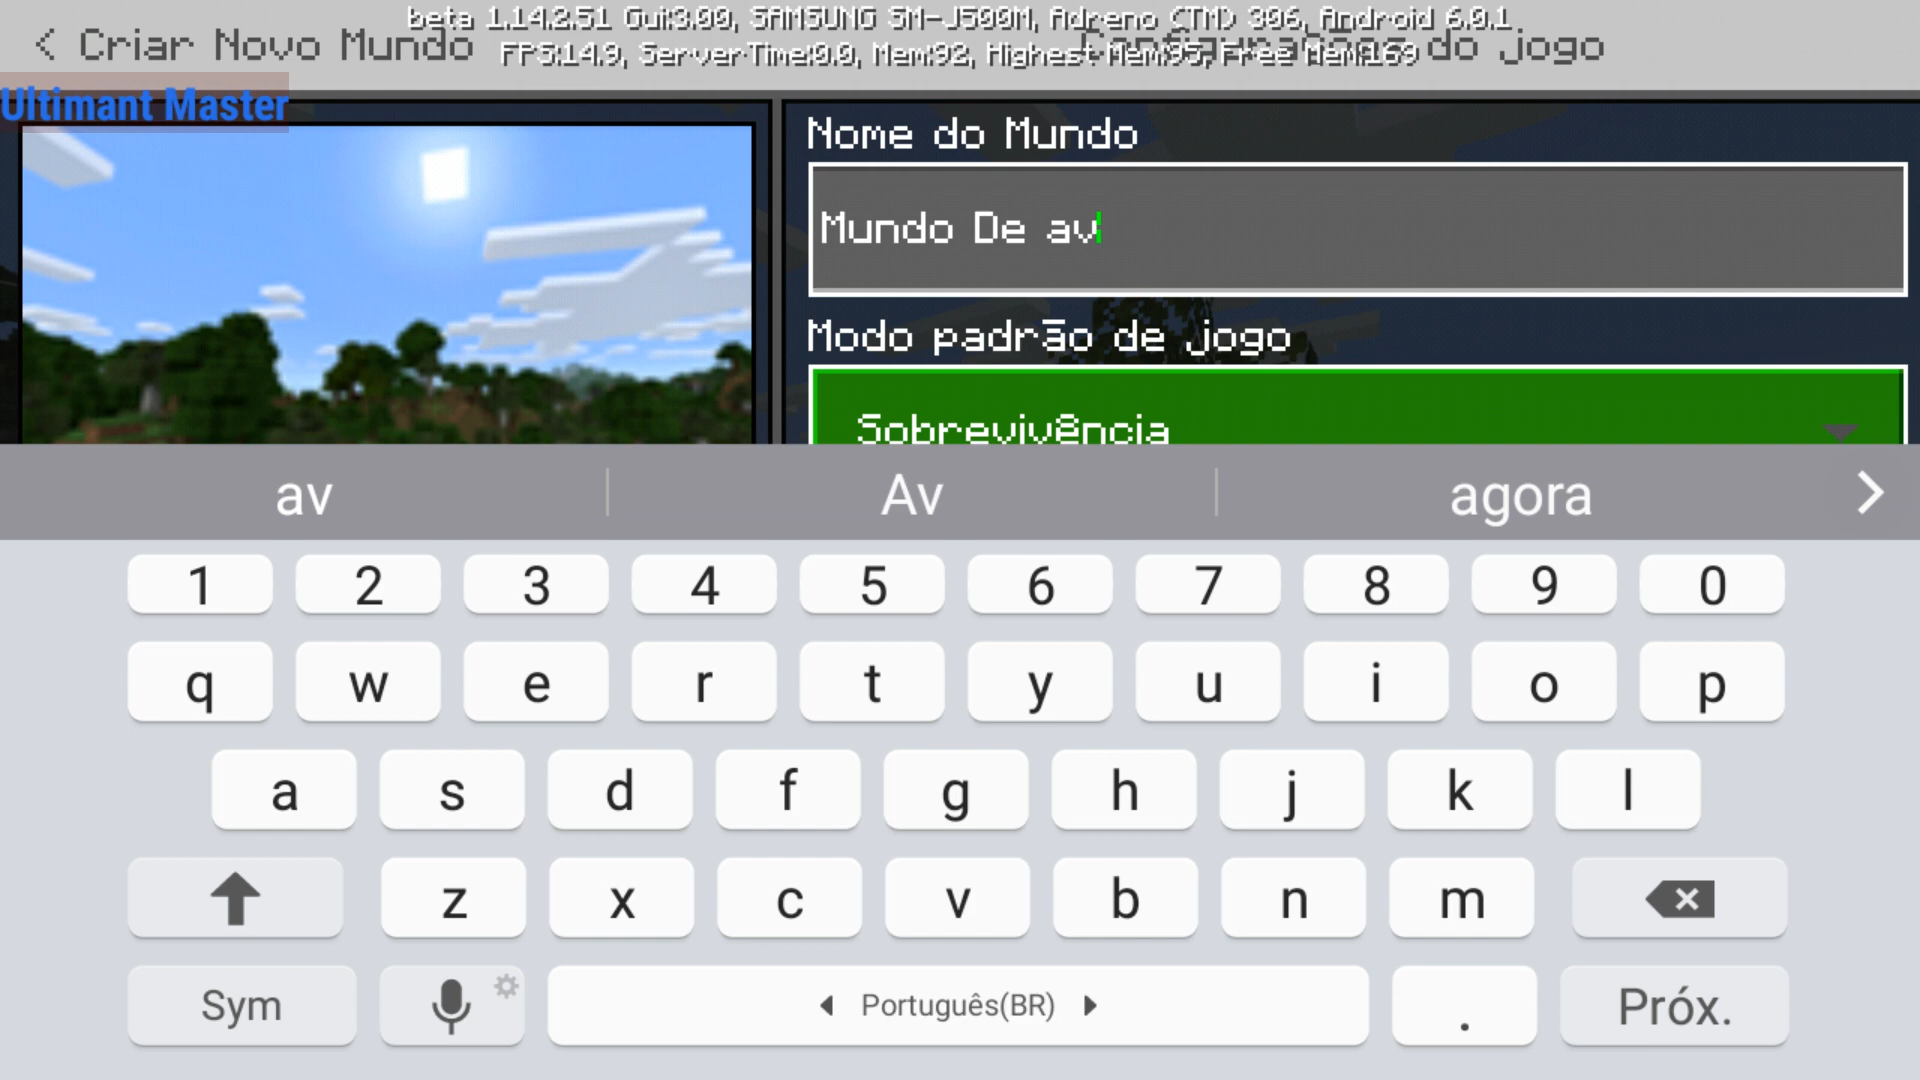 beta 1.14.2.51 Gui:3.00, SAMSUNG SM-J500M, Adreno (TM) 306, Android 6.0.1
FPS:14.9, ServerTime:0.0, Mem:92, Highest Mem:95, Free Mem:169
< Criar Novo Mundo
Configurações do jogo
Ultimant Master
Nome do Mundo
Mundo De av
Modo padrão de jogo
Sobrevivência
av Av agora
1 2 3 4 5 6 7 8 9 0
q w e r t y u i o p
a s d f g h j k l
z x c v b n m
Sym Português(BR) . Próx.